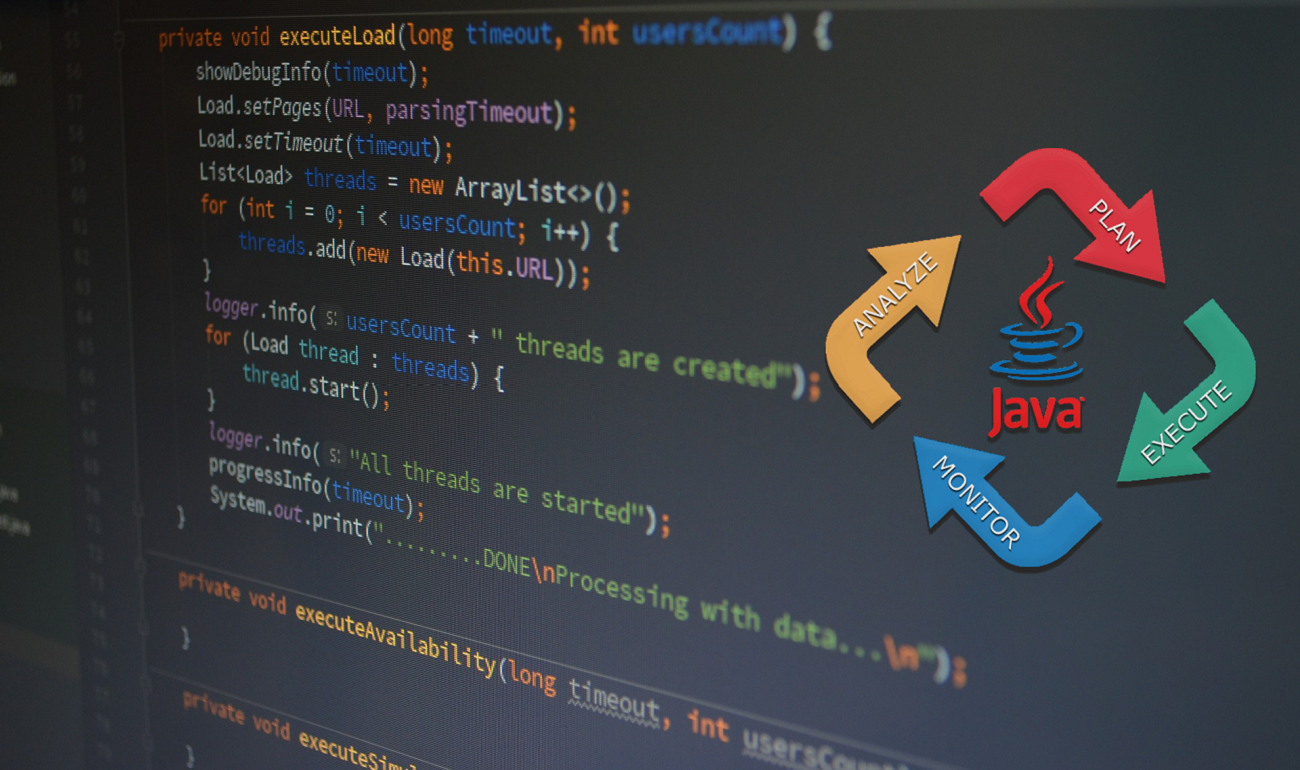 private void executeLoad(long timeout, int usersCount) {
showDebugInfo(timeout);
Load.setPages(URL, parsingTimeout);
Load.setTimeout(timeout);
List<Load> threads = new ArrayList<>();
for (int i = 0; i < usersCount; i++) {
threads.add(new Load(this.URL));
}
logger.info( s: usersCount + " threads are created");
for (Load thread : threads) {
thread.start();
}
logger.info( s: "All threads are started");
progressInfo(timeout);
System.out.print(".........DONE\nProcessing with data...\n");
}
private void executeAvailability(long timeout, int usersCount
}
private void
}
PLAN
EXECUTE
MONITOR
ANALYZE
Java